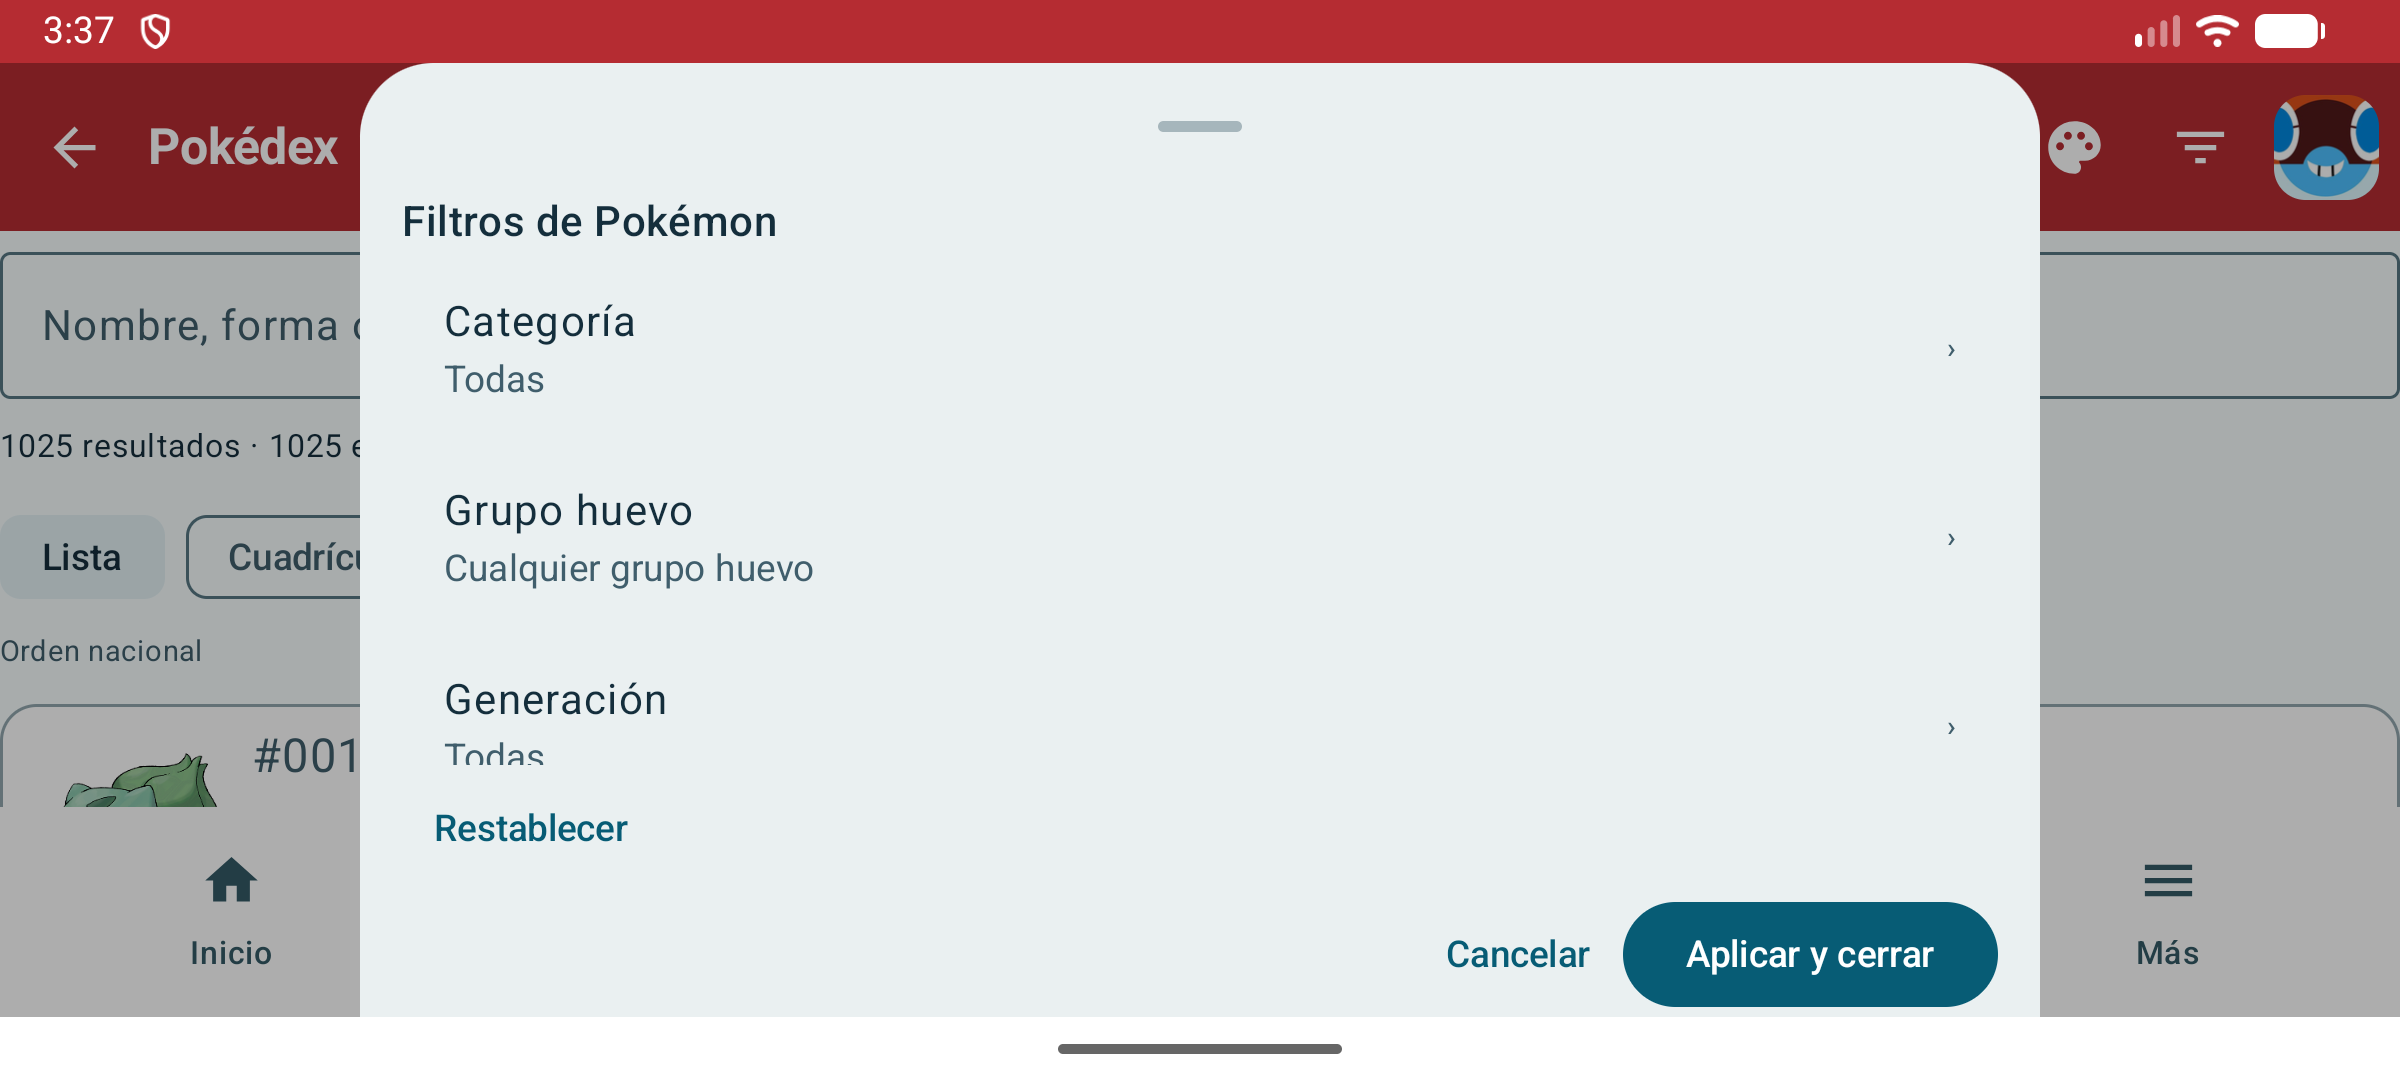 3:37
Pokédex
Filtros de Pokémon
Nombre, forma
Categoría
Todas
1025 resultados · 1025
Grupo huevo
Cualquier grupo huevo
Lista
Orden nacional
Generación
Todas
#001
Restablecer
Cancelar
Aplicar y cerrar
Inicio
Más